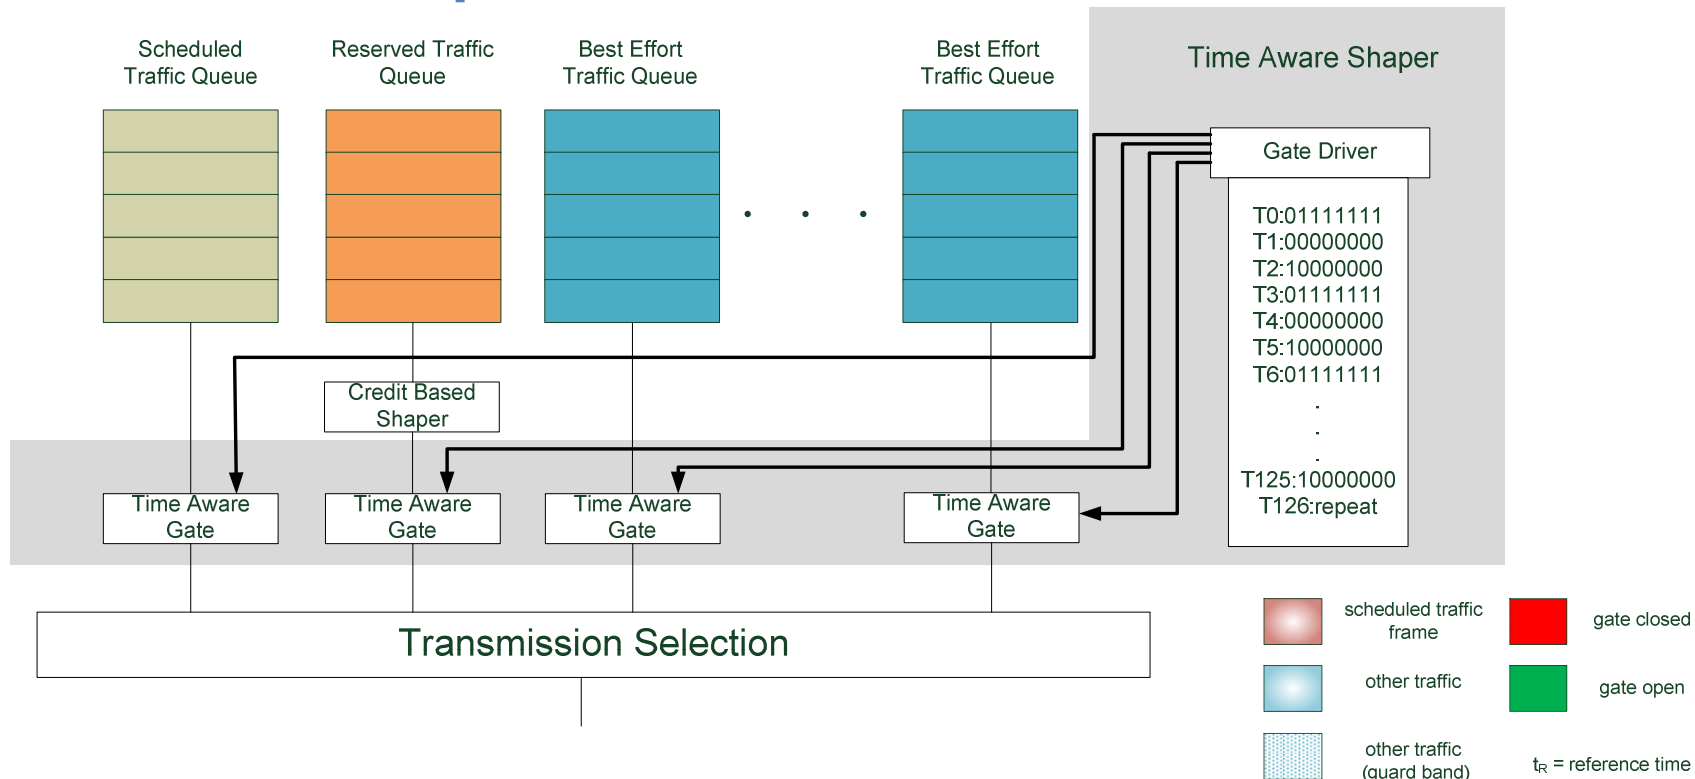 Scheduled
Traffic Queue
Reserved Traffic
Queue
Best Effort
Traffic Queue
Best Effort
Traffic Queue
Time Aware Shaper
Gate Driver
T0:01111111
T1:00000000
T2:10000000
T3:01111111
T4:00000000
T5:10000000
T6:01111111
.
.
.
T125:10000000
T126:repeat
Credit Based
Shaper
Time Aware
Gate
Time Aware
Gate
Time Aware
Gate
Time Aware
Gate
Transmission Selection
scheduled traffic
frame
gate closed
other traffic
gate open
other traffic
(guard band)
tR = reference time